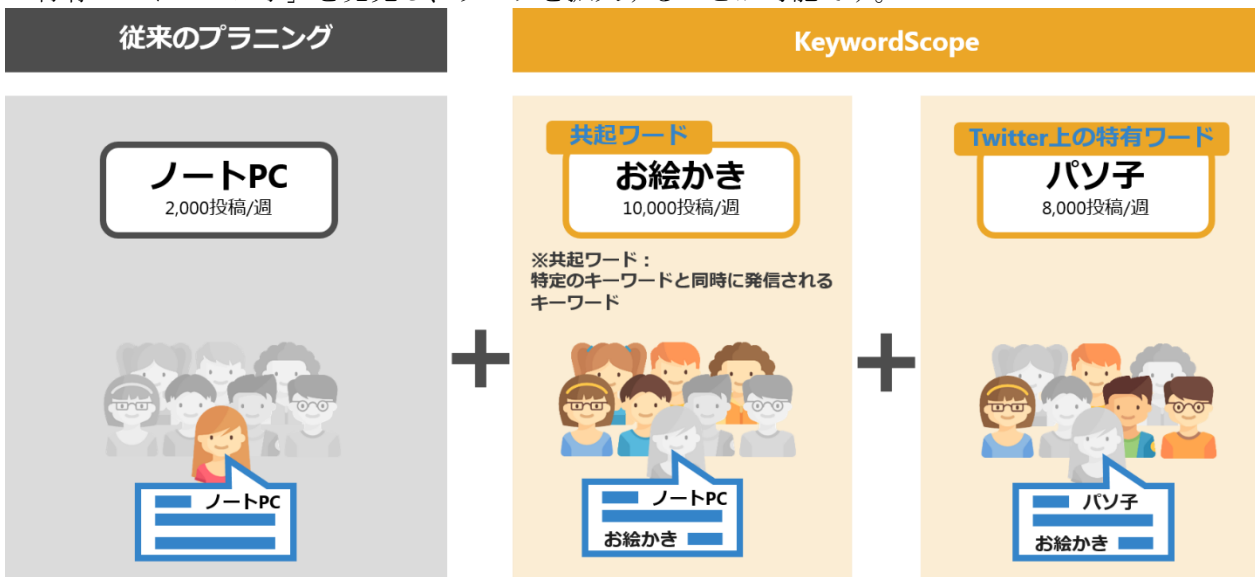 従来のプラニング
KeywordScope
ノートPC
2,000投稿/週
共起ワード
お絵かき
10,000投稿/週
※共起ワード：
特定のキーワードと同時に発信される
キーワード
Twitter上の特有ワード
パソ子
8,000投稿/週
ノートPC
ノートPC
お絵かき
パソ子
お絵かき